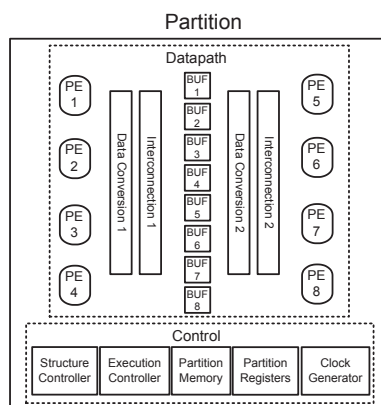 Partition
Datapath
PE
1
PE
2
PE
3
PE
4
Data Conversion 1
Interconnection 1
BUF
1
BUF
2
BUF
3
BUF
4
BUF
5
BUF
6
BUF
7
BUF
8
Data Conversion 2
Interconnection 2
PE
5
PE
6
PE
7
PE
8
Control
Structure
Controller
Execution
Controller
Partition
Memory
Partition
Registers
Clock
Generator